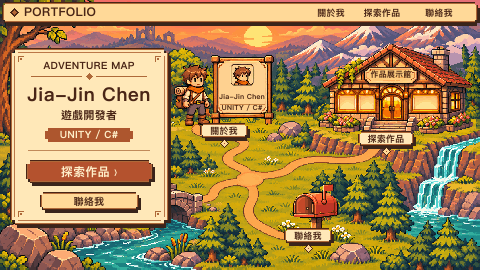 PORTFOLIO
關於我
探索作品
聯絡我
ADVENTURE MAP
Jia-Jin Chen
遊戲開發者
UNITY / C#
探索作品 ›
聯絡我
Jia-Jin Chen
UNITY / C#
關於我
作品展示館
探索作品
聯絡我